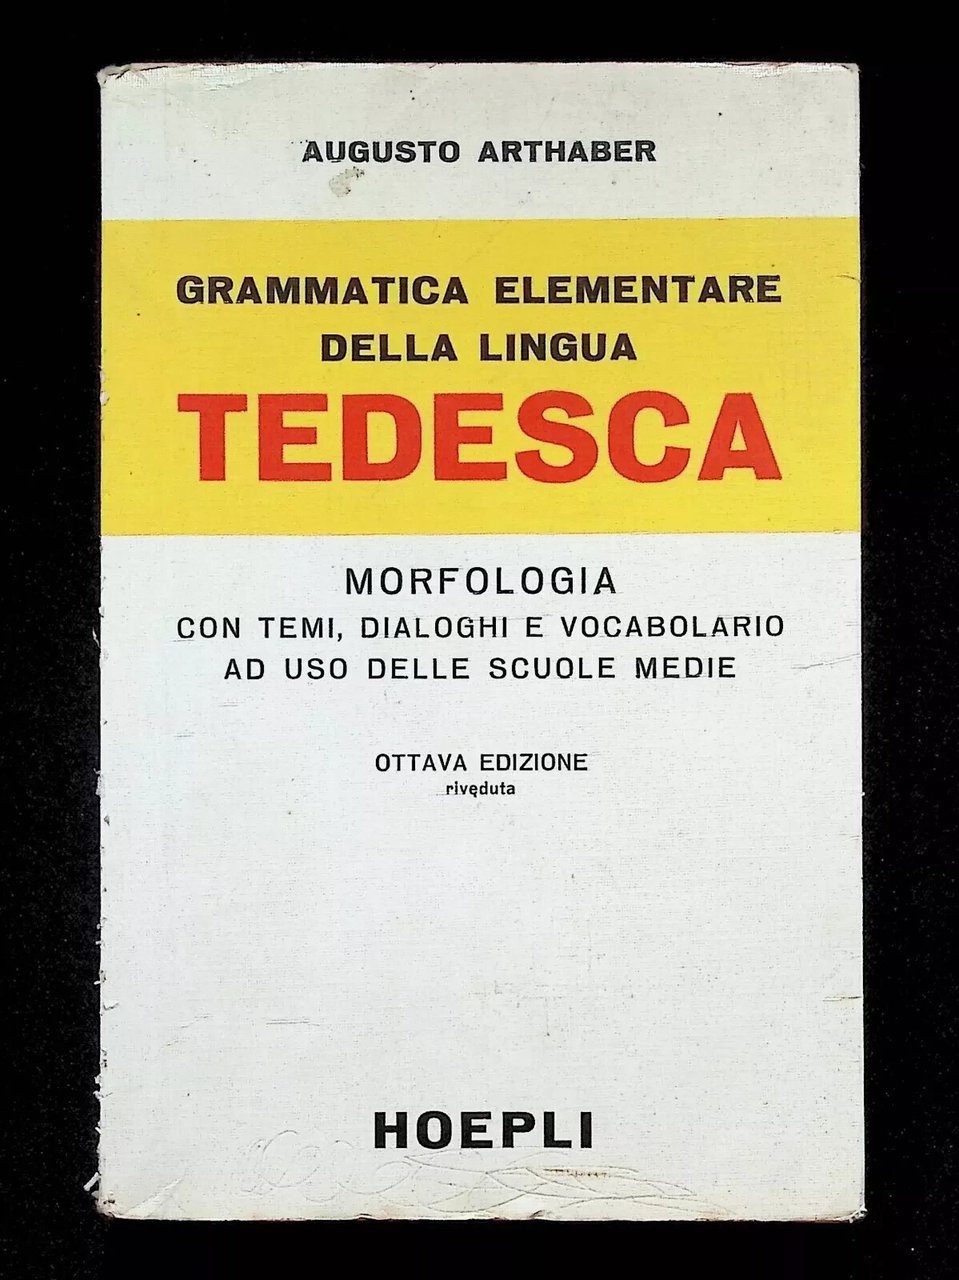 AUGUSTO ARTHABER
GRAMMATICA ELEMENTARE
DELLA LINGUA
TEDESCA
MORFOLOGIA
CON TEMI, DIALOGHI E VOCABOLARIO
AD USO DELLE SCUOLE MEDIE
OTTAVA EDIZIONE
rivęduta
HOEPLI